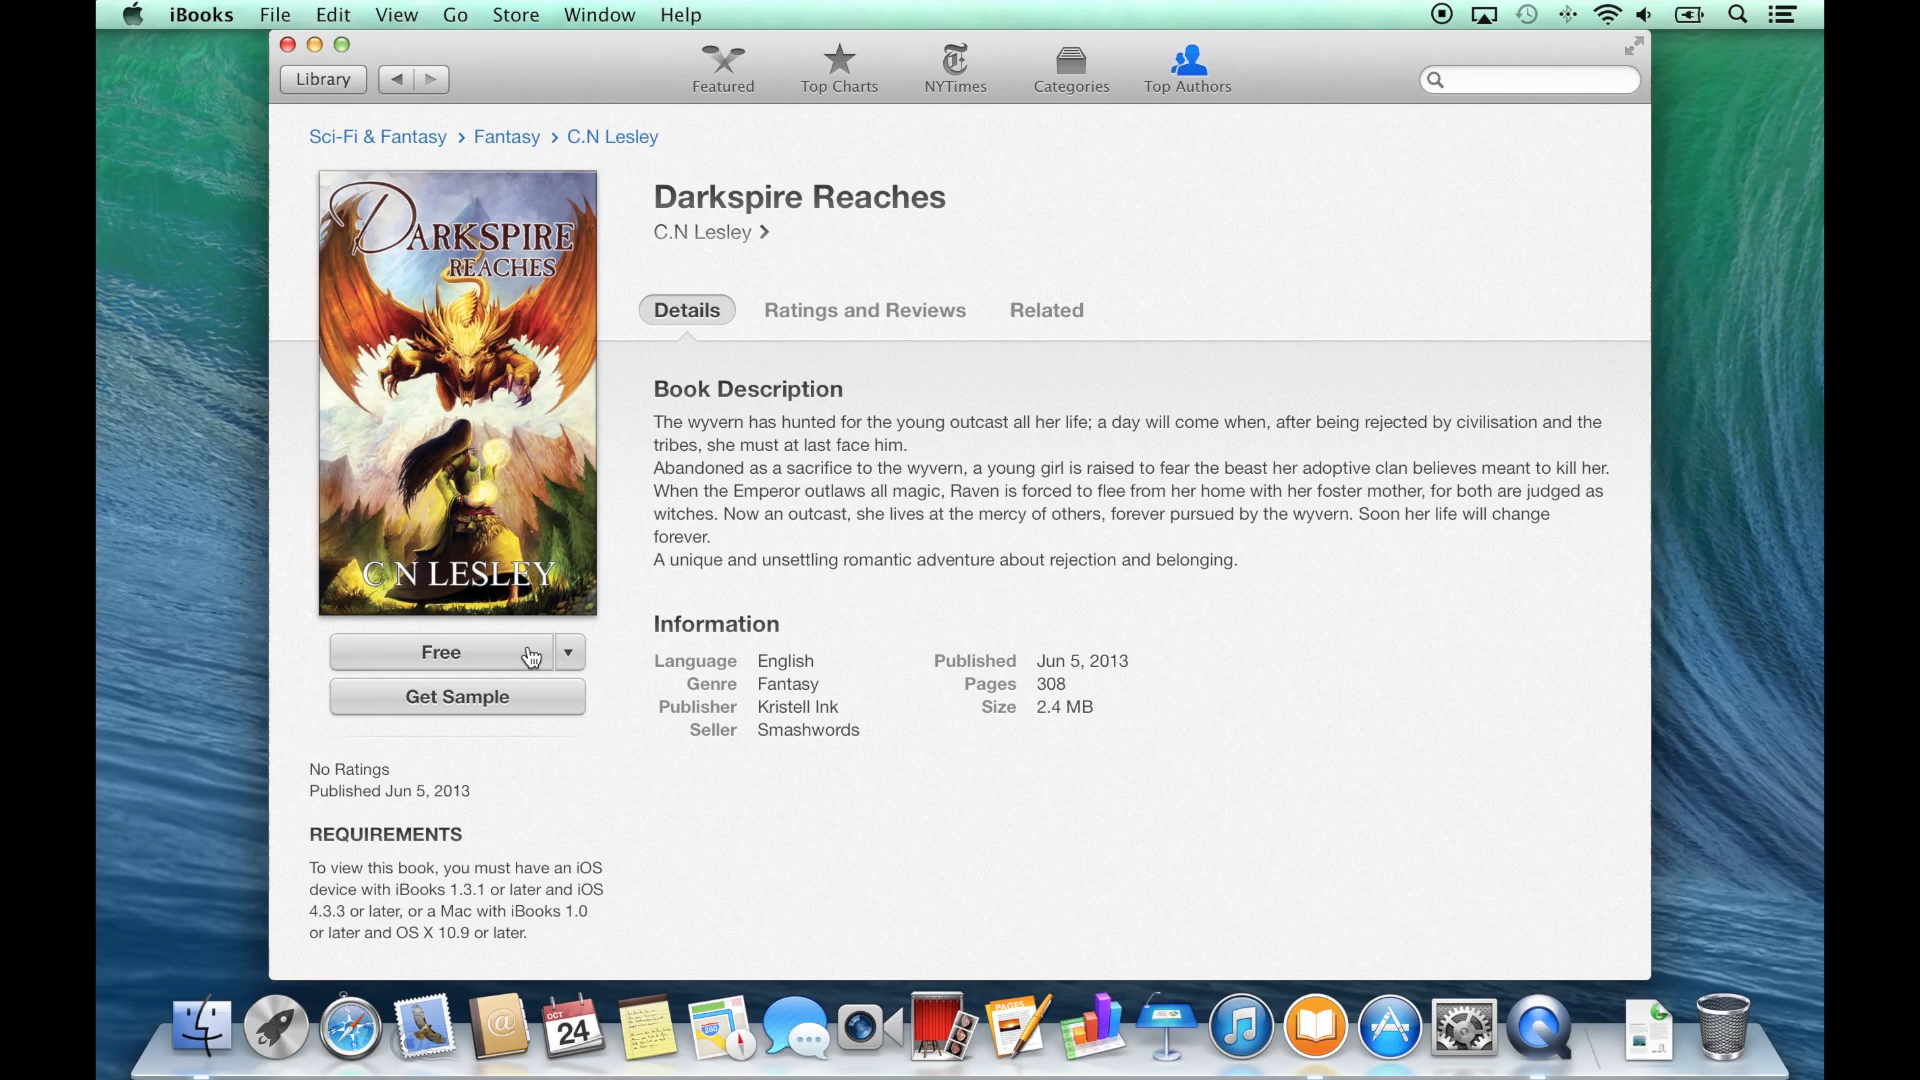 iBooks File Edit View Go Store Window Help
Library
Featured Top Charts NYTimes Categories Top Authors
Sci-Fi & Fantasy > Fantasy > C.N Lesley
DARKSPIRE
REACHES
C N LESLEY
Darkspire Reaches
C.N Lesley >
Details Ratings and Reviews Related
Book Description
The wyvern has hunted for the young outcast all her life; a day will come when, after being rejected by civilisation and the
tribes, she must at last face him.
Abandoned as a sacrifice to the wyvern, a young girl is raised to fear the beast her adoptive clan believes meant to kill her.
When the Emperor outlaws all magic, Raven is forced to flee from her home with her foster mother, for both are judged as
witches. Now an outcast, she lives at the mercy of others, forever pursued by the wyvern. Soon her life will change
forever.
A unique and unsettling romantic adventure about rejection and belonging.
Free
Get Sample
Information
Language English Published Jun 5, 2013
Genre Fantasy Pages 308
Publisher Kristell Ink Size 2.4 MB
Seller Smashwords
No Ratings
Published Jun 5, 2013
REQUIREMENTS
To view this book, you must have an iOS
device with iBooks 1.3.1 or later and iOS
4.3.3 or later, or a Mac with iBooks 1.0
or later and OS X 10.9 or later.
OCT
24
280
PAGES